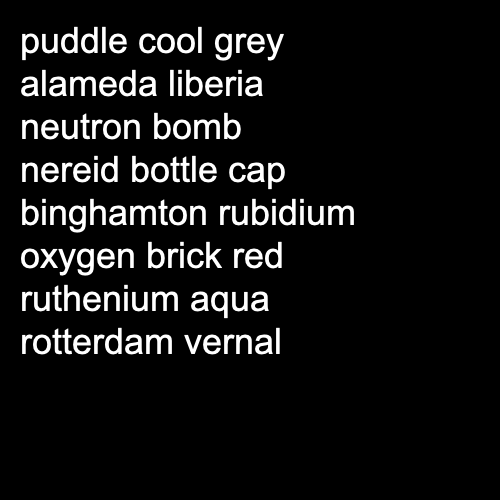 puddle cool grey
alameda liberia
neutron bomb
nereid bottle cap
binghamton rubidium
oxygen brick red
ruthenium aqua
rotterdam vernal